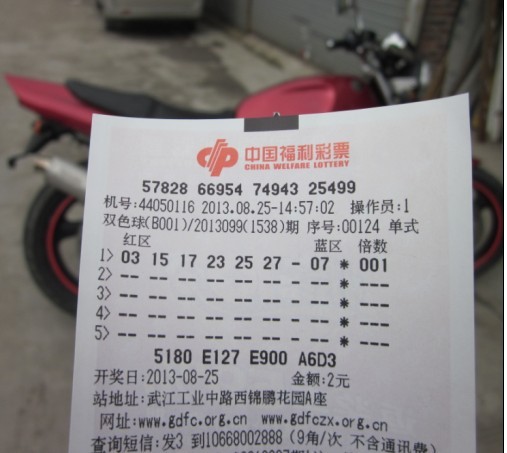 中国福利彩票
CHINA WELFARE LOTTERY
57828 66954 74943 25499
机号:44050116 2013.08.25-14:57:02 操作员:1
双色球(B001)/2013099(1538)期 序号:00124 单式
红区 蓝区 倍数
1> 03 15 17 23 25 27 - 07 * 001
2> -- -- -- -- -- -- - -- * ---
3> -- -- -- -- -- -- - -- * ---
4> -- -- -- -- -- -- - -- * ---
5> -- -- -- -- -- -- - -- * ---
5180 E127 E900 A6D3
开奖日:2013-08-25 金额:2元
站地址:武江工业中路西锦鹏花园A座
网址:www.gdfc.org.cn www.gdfczx.org.cn
查询短信:发3 到10668002888 (9角/次 不含通讯费)